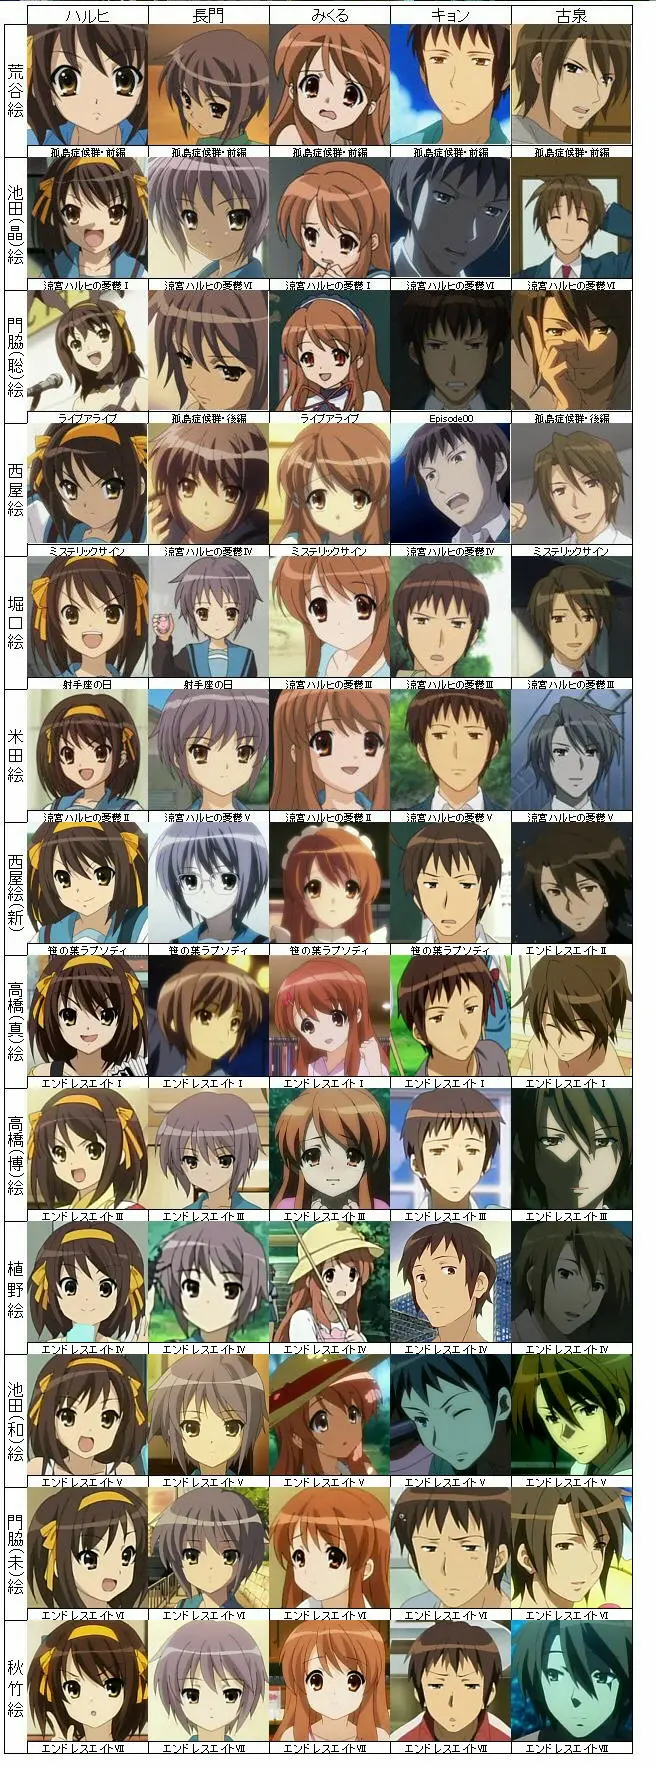 ハルヒ 長門 みくる キョン 古泉
荒谷絵
孤島症候群・前編 孤島症候群・前編 孤島症候群・前編 孤島症候群・前編
池田(晶)絵
涼宮ハルヒの憂鬱Ⅰ 涼宮ハルヒの憂鬱Ⅵ 涼宮ハルヒの憂鬱Ⅰ 涼宮ハルヒの憂鬱Ⅵ 涼宮ハルヒの憂鬱Ⅵ
門脇(聡)絵
ライブアライブ 孤島症候群・後編 ライブアライブ Episode00 孤島症候群・後編
西屋絵
ミステリックサイン 涼宮ハルヒの憂鬱Ⅳ ミステリックサイン 涼宮ハルヒの憂鬱Ⅳ ミステリックサイン
堀口絵
射手座の日 射手座の日 涼宮ハルヒの憂鬱Ⅲ 涼宮ハルヒの憂鬱Ⅲ 涼宮ハルヒの憂鬱Ⅲ
米田絵
涼宮ハルヒの憂鬱Ⅱ 涼宮ハルヒの憂鬱Ⅴ 涼宮ハルヒの憂鬱Ⅱ 涼宮ハルヒの憂鬱Ⅴ 涼宮ハルヒの憂鬱Ⅴ
西屋絵(新)
笹の葉ラプソディ 笹の葉ラプソディ 笹の葉ラプソディ 笹の葉ラプソディ エンドレスエイトⅡ
高橋(真)絵
エンドレスエイトⅠ エンドレスエイトⅠ エンドレスエイトⅠ エンドレスエイトⅠ エンドレスエイトⅠ
高橋(博)絵
エンドレスエイトⅢ エンドレスエイトⅢ エンドレスエイトⅢ エンドレスエイトⅢ エンドレスエイトⅢ
植野絵
エンドレスエイトⅣ エンドレスエイトⅣ エンドレスエイトⅣ エンドレスエイトⅣ エンドレスエイトⅣ
池田(和)絵
エンドレスエイトⅤ エンドレスエイトⅤ エンドレスエイトⅤ エンドレスエイトⅤ エンドレスエイトⅤ
門脇(未)絵
エンドレスエイトⅥ エンドレスエイトⅥ エンドレスエイトⅥ エンドレスエイトⅥ エンドレスエイトⅥ
秋竹絵
エンドレスエイトⅦ エンドレスエイトⅦ エンドレスエイトⅦ エンドレスエイトⅦ エンドレスエイトⅦ